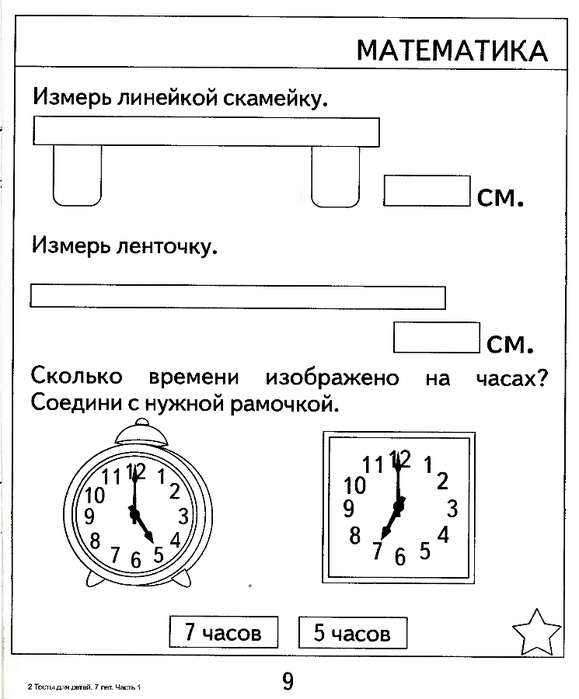 МАТЕМАТИКА
Измерь линейкой скамейку.
см.
Измерь ленточку.
см.
Сколько времени изображено на часах?
Соедини с нужной рамочкой.
12
1
2
3
4
5
6
7
8
9
10
11
12
1
2
3
4
5
6
7
8
9
10
11
7 часов
5 часов
2 Тесты для детей. 7 лет. Часть 1
9